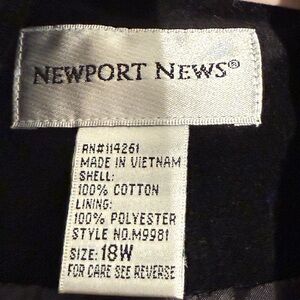 NEWPORT NEWS®
RN#114261
MADE IN VIETNAM
SHELL:
100% COTTON
LINING:
100% POLYESTER
STYLE NO.M9981
SIZE: 18W
FOR CARE SEE REVERSE